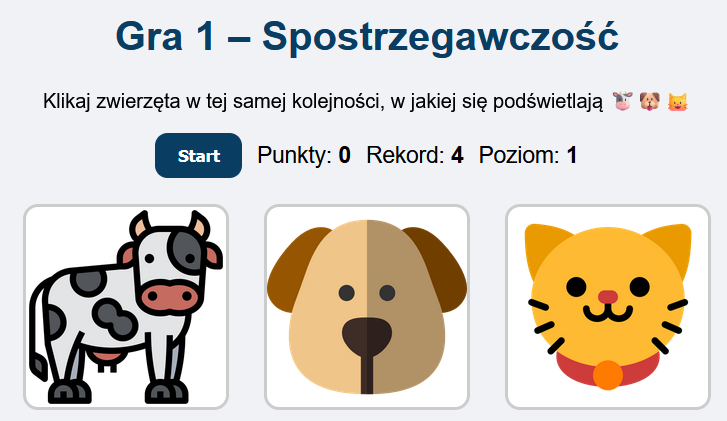 Gra 1 – Spostrzegawczość
Klikaj zwierzęta w tej samej kolejności, w jakiej się podświetlają 🐮 🐶 🐱
Start Punkty: 0 Rekord: 4 Poziom: 1